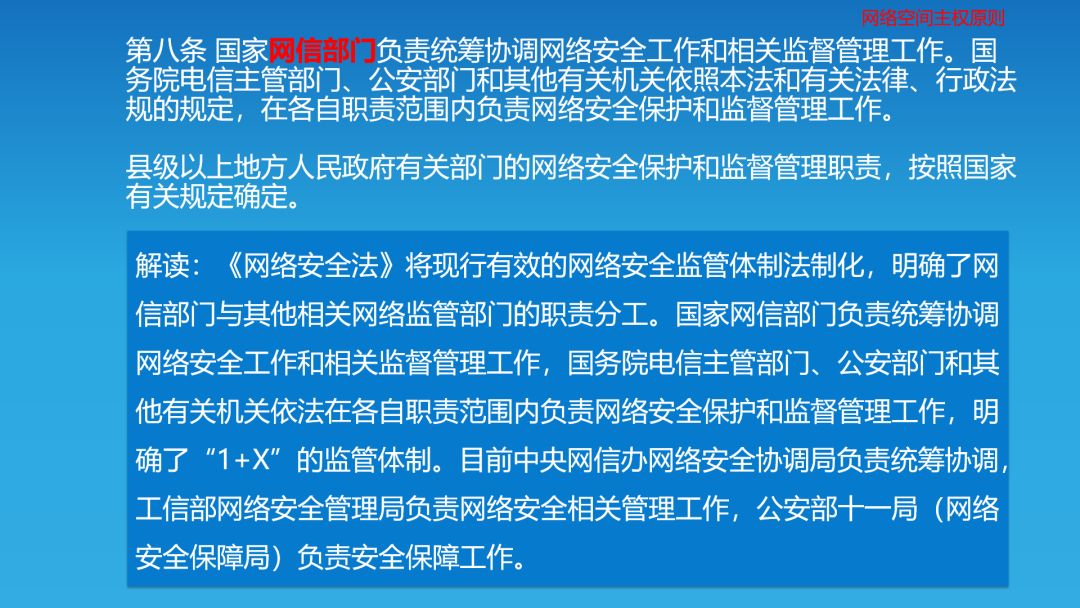 网络空间主权原则
第八条 国家网信部门负责统筹协调网络安全工作和相关监督管理工作。国
务院电信主管部门、公安部门和其他有关机关依照本法和有关法律、行政法
规的规定，在各自职责范围内负责网络安全保护和监督管理工作。
县级以上地方人民政府有关部门的网络安全保护和监督管理职责，按照国家
有关规定确定。
解读：《网络安全法》将现行有效的网络安全监管体制法制化，明确了网
信部门与其他相关网络监管部门的职责分工。国家网信部门负责统筹协调
网络安全工作和相关监督管理工作，国务院电信主管部门、公安部门和其
他有关机关依法在各自职责范围内负责网络安全保护和监督管理工作，明
确了“1+X”的监管体制。目前中央网信办网络安全协调局负责统筹协调，
工信部网络安全管理局负责网络安全相关管理工作，公安部十一局（网络
安全保障局）负责安全保障工作。